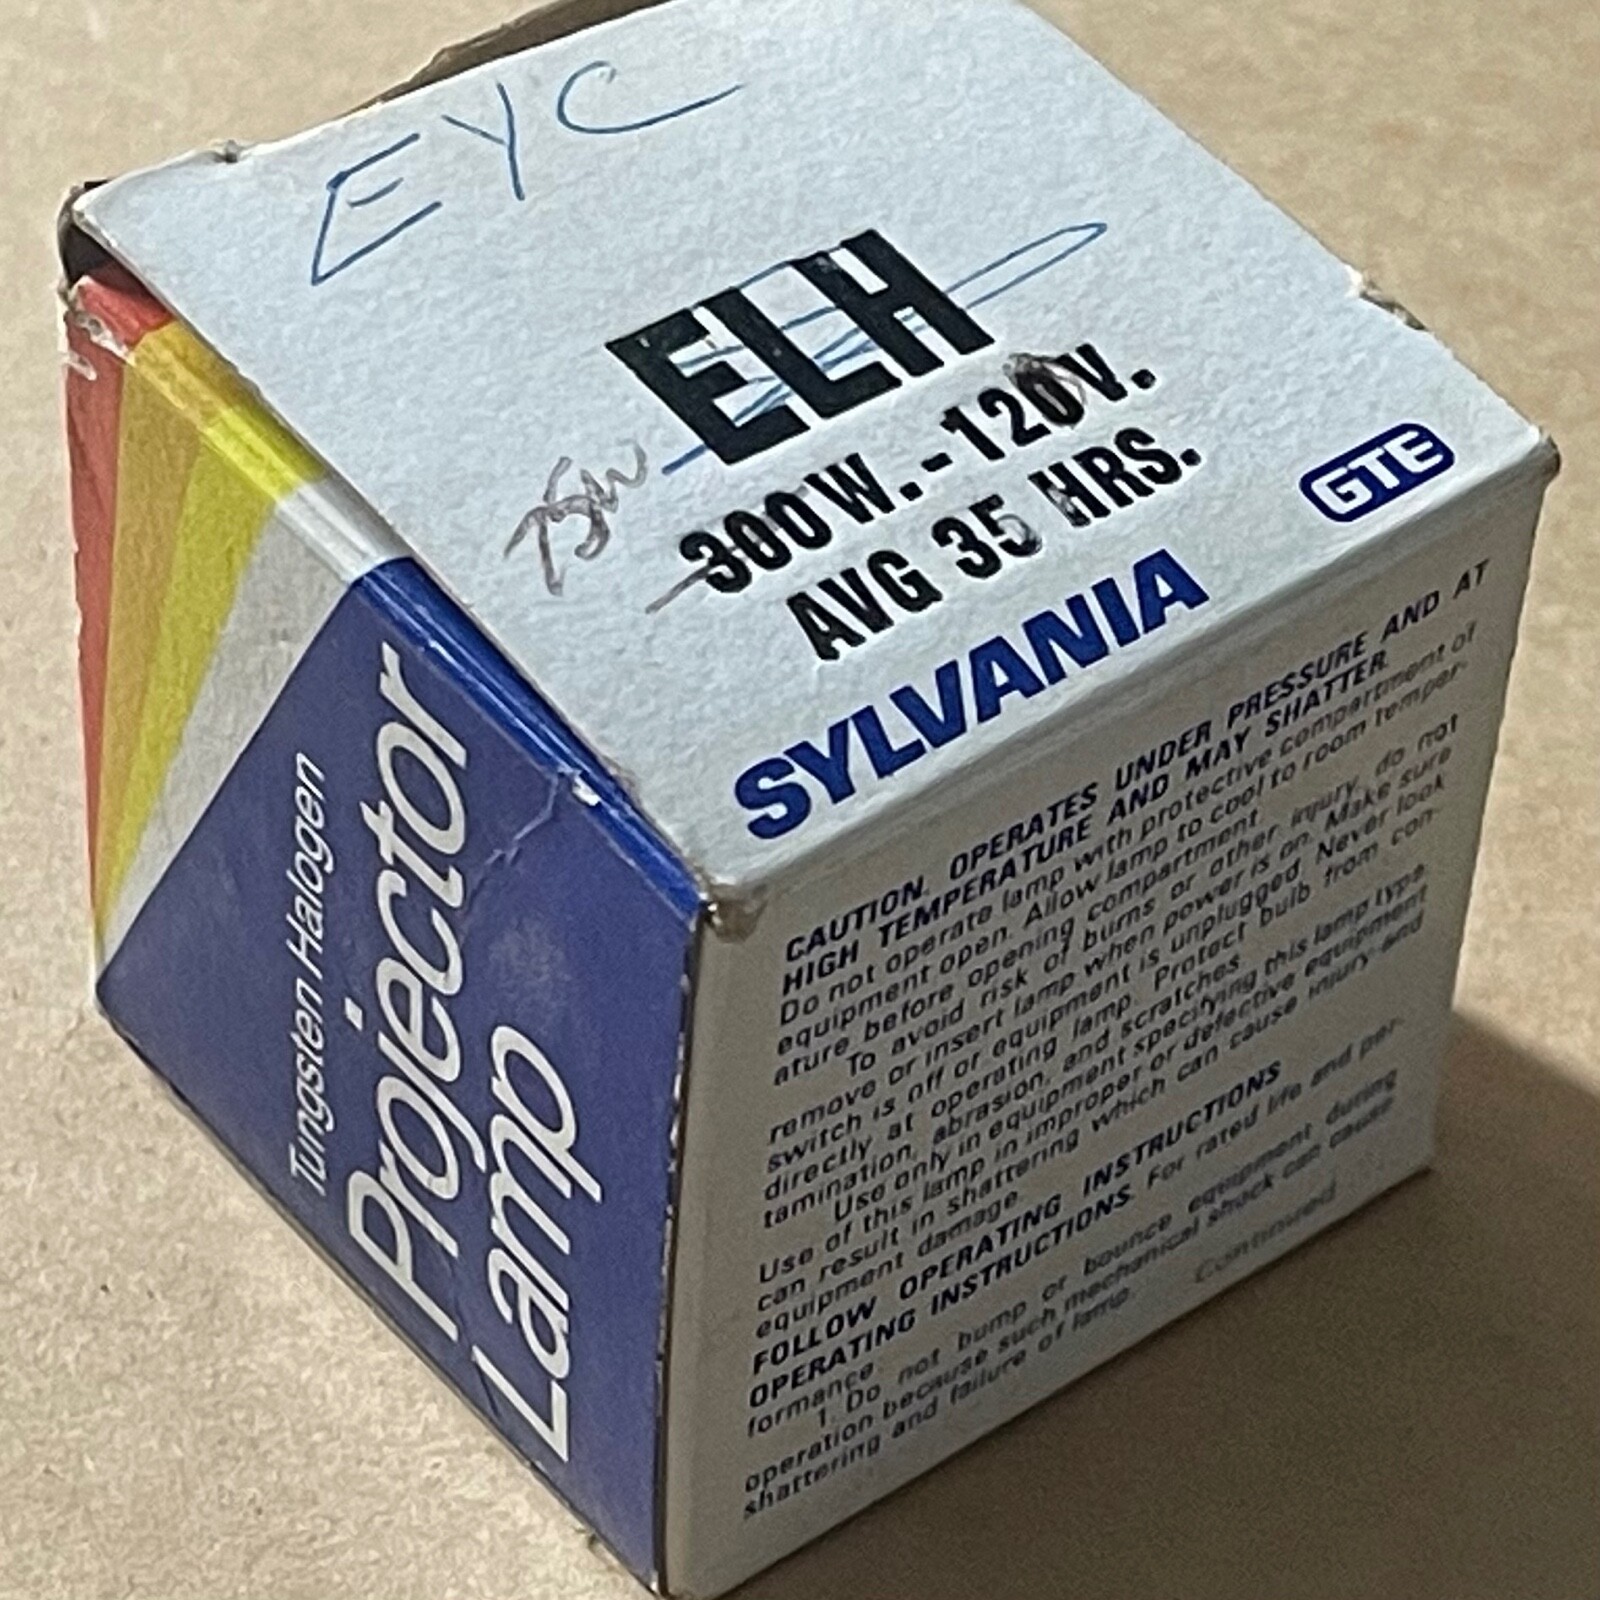 EYC
ELH
75W
300W.-120V.
AVG 35 HRS.
GTE
SYLVANIA
Tungsten Halogen
Projector
Lamp
CAUTION. OPERATES UNDER PRESSURE AND AT
HIGH TEMPERATURE AND MAY SHATTER.
Do not operate lamp with protective compartment of
equipment open. Allow lamp to cool to room temper-
ature before opening compartment.
To avoid risk of burns or other injury, do not
remove or insert lamp when power is on. Make sure
switch is off or equipment is unplugged. Never look
directly at operating lamp. Protect bulb from con-
tamination, abrasion, and scratches.
Use only in equipment specifying this lamp type.
Use of this lamp in improper or defective equipment
can result in shattering which can cause injury and
equipment damage.
FOLLOW OPERATING INSTRUCTIONS
OPERATING INSTRUCTIONS. For rated life and per-
formance:
1. Do not bump or bounce equipment during
operation because such mechanical shock can cause
shattering and failure of lamp.
Continued